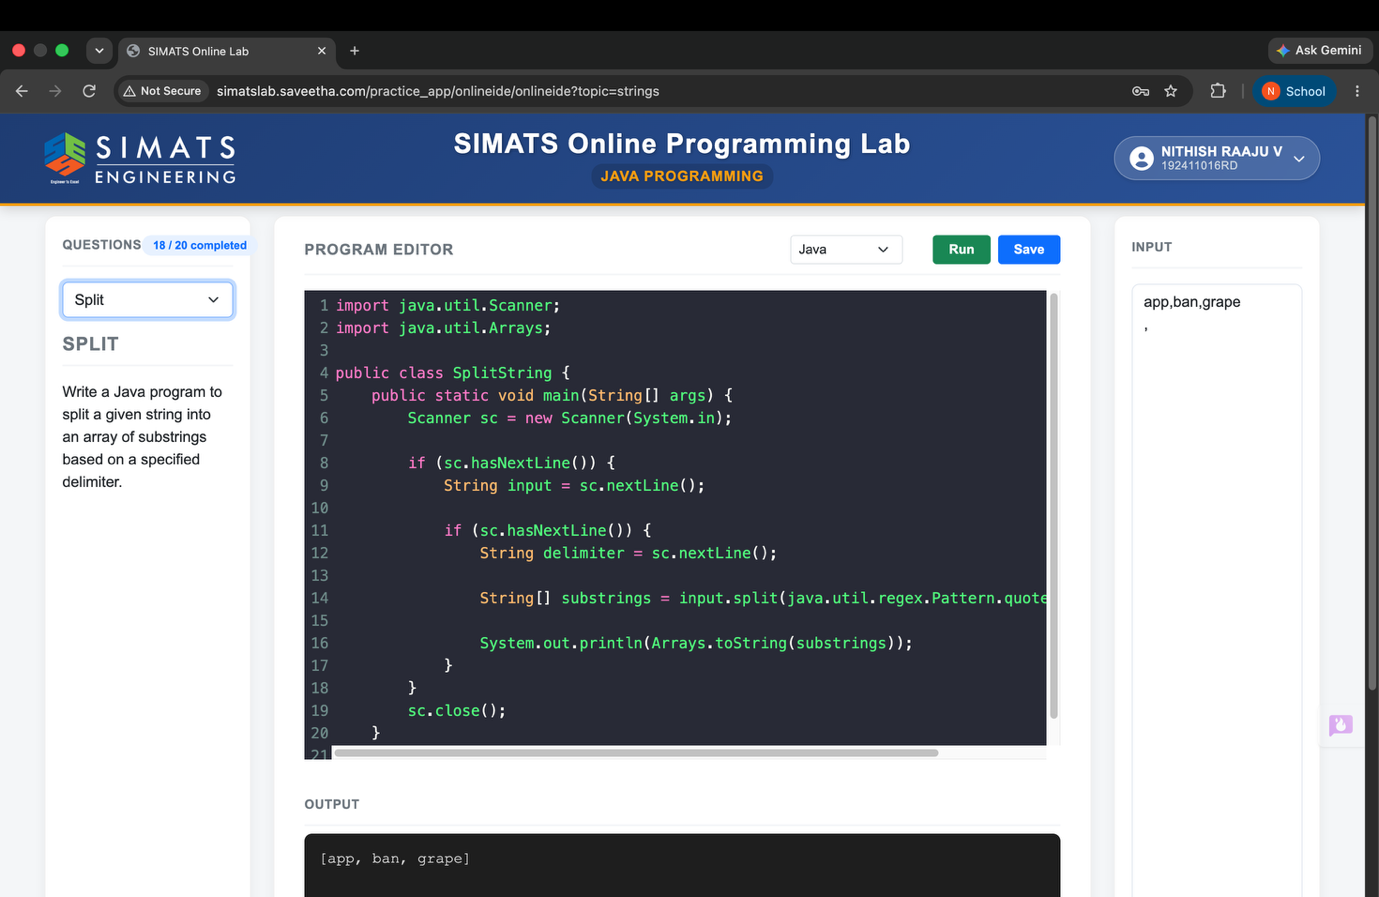 SIMATS Online Lab
Ask Gemini
Not Secure
simatslab.saveetha.com/practice_app/onlineide/onlineide?topic=strings
N School
SIMATS
ENGINEERING
SIMATS Online Programming Lab
JAVA PROGRAMMING
NITHISH RAAJU V
192411016RD
QUESTIONS 18 / 20 completed
Split
SPLIT
Write a Java program to
split a given string into
an array of substrings
based on a specified
delimiter.
PROGRAM EDITOR
Java
Run
Save
1 import java.util.Scanner;
2 import java.util.Arrays;
3
4 public class SplitString {
5     public static void main(String[] args) {
6         Scanner sc = new Scanner(System.in);
7
8         if (sc.hasNextLine()) {
9             String input = sc.nextLine();
10
11             if (sc.hasNextLine()) {
12                 String delimiter = sc.nextLine();
13
14                 String[] substrings = input.split(java.util.regex.Pattern.quote
15
16                 System.out.println(Arrays.toString(substrings));
17             }
18         }
19         sc.close();
20     }
21
OUTPUT
[app, ban, grape]
INPUT
app,ban,grape
,